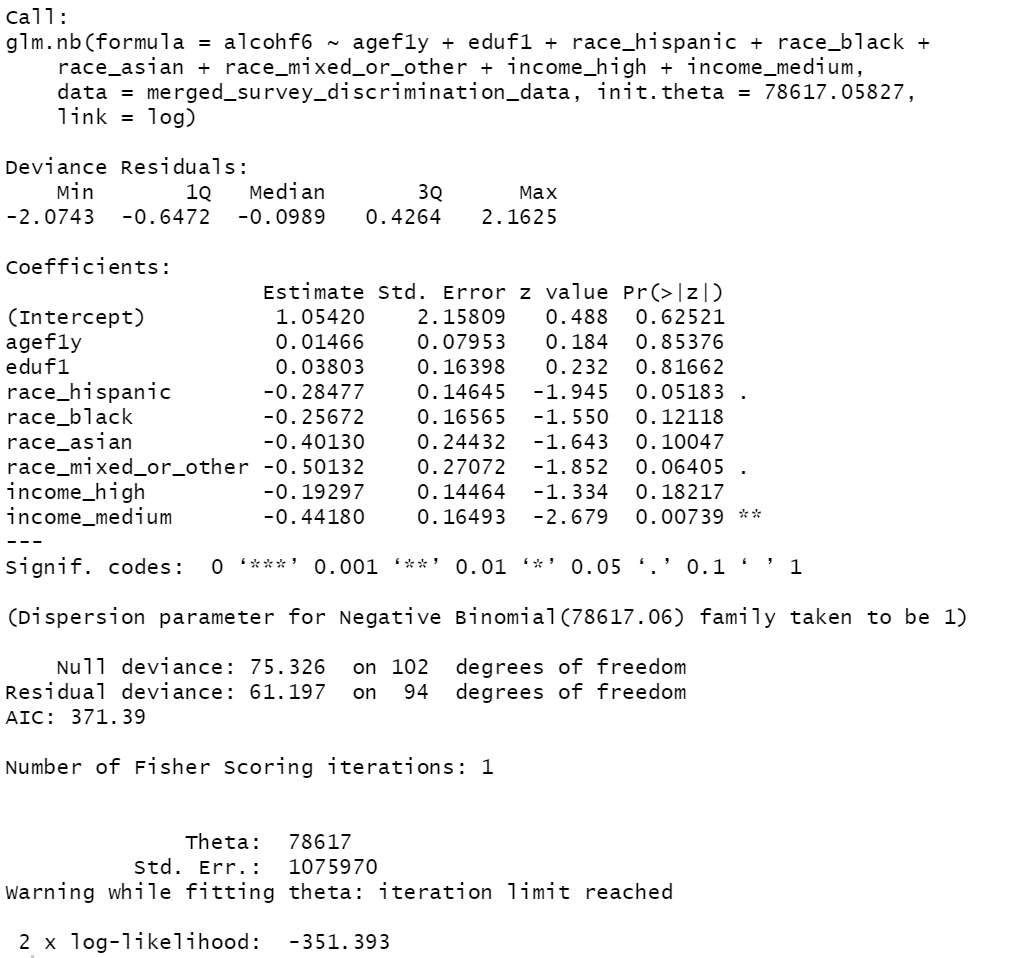 Call:
glm.nb(formula = alcohf6 ~ agef1y + eduf1 + race_hispanic + race_black +
    race_asian + race_mixed_or_other + income_high + income_medium,
    data = merged_survey_discrimination_data, init.theta = 78617.05827,
    link = log)

Deviance Residuals:
    Min       1Q   Median       3Q      Max
-2.0743  -0.6472  -0.0989   0.4264   2.1625

Coefficients:
                    Estimate Std. Error z value Pr(>|z|)
(Intercept)          1.05420    2.15809   0.488  0.62521
agef1y               0.01466    0.07953   0.184  0.85376
eduf1                0.03803    0.16398   0.232  0.81662
race_hispanic       -0.28477    0.14645  -1.945  0.05183 .
race_black          -0.25672    0.16565  -1.550  0.12118
race_asian          -0.40130    0.24432  -1.643  0.10047
race_mixed_or_other -0.50132    0.27072  -1.852  0.06405 .
income_high         -0.19297    0.14464  -1.334  0.18217
income_medium       -0.44180    0.16493  -2.679  0.00739 **
---
Signif. codes:  0 ‘***’ 0.001 ‘**’ 0.01 ‘*’ 0.05 ‘.’ 0.1 ‘ ’ 1

(Dispersion parameter for Negative Binomial(78617.06) family taken to be 1)

    Null deviance: 75.326  on 102  degrees of freedom
Residual deviance: 61.197  on  94  degrees of freedom
AIC: 371.39

Number of Fisher Scoring iterations: 1


              Theta:  78617
          Std. Err.:  1075970
Warning while fitting theta: iteration limit reached

 2 x log-likelihood:  -351.393